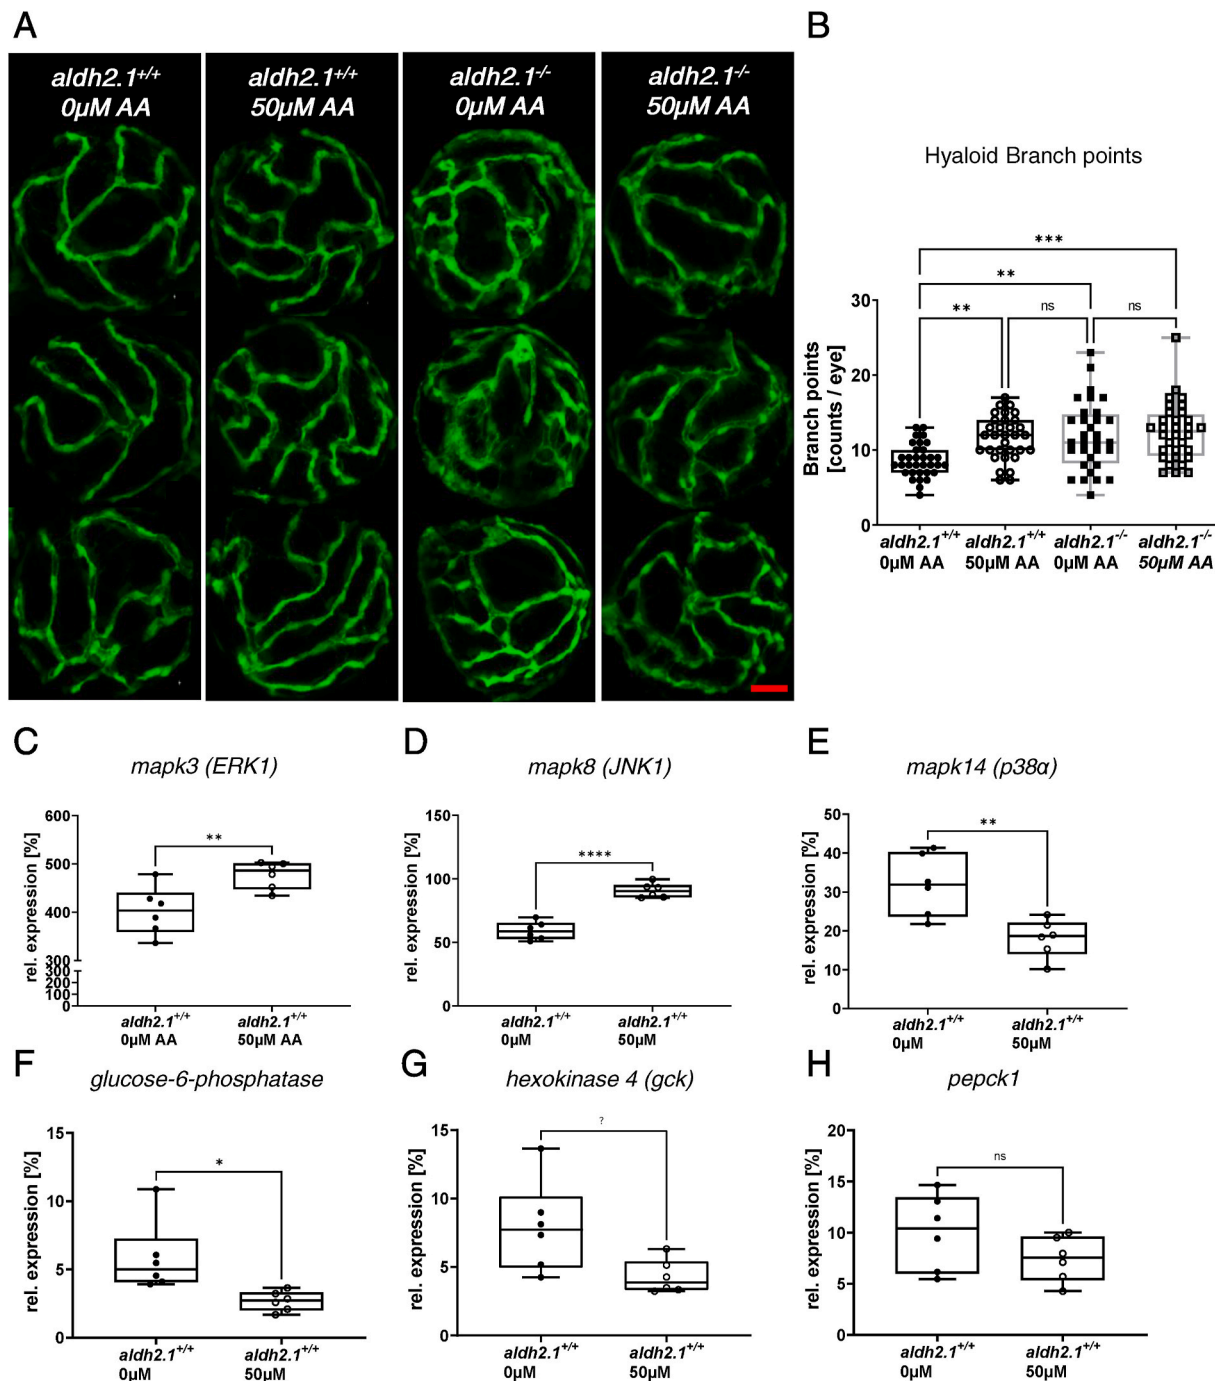 A
aldh2.1+/+
0µM AA
aldh2.1+/+
50µM AA
aldh2.1-/-
0µM AA
aldh2.1-/-
50µM AA
B
Hyaloid Branch points
***
**
**
ns
ns
Branch points
[counts / eye]
30
20
10
0
aldh2.1+/+
0µM AA
aldh2.1+/+
50µM AA
aldh2.1-/-
0µM AA
aldh2.1-/-
50µM AA
C
mapk3 (ERK1)
rel. expression [%]
**
600
500
400
300
300
200
100
0
aldh2.1+/+
0µM AA
aldh2.1+/+
50µM AA
D
mapk8 (JNK1)
rel. expression [%]
****
150
100
50
0
aldh2.1+/+
0µM
aldh2.1+/+
50µM
E
mapk14 (p38α)
rel. expression [%]
**
50
40
30
20
10
0
aldh2.1+/+
0µM
aldh2.1+/+
50µM
F
glucose-6-phosphatase
rel. expression [%]
*
15
10
5
0
aldh2.1+/+
0µM
aldh2.1+/+
50µM
G
hexokinase 4 (gck)
rel. expression [%]
?
15
10
5
0
aldh2.1+/+
0µM
aldh2.1+/+
50µM
H
pepck1
rel. expression [%]
ns
20
15
10
5
0
aldh2.1+/+
0µM
aldh2.1+/+
50µM